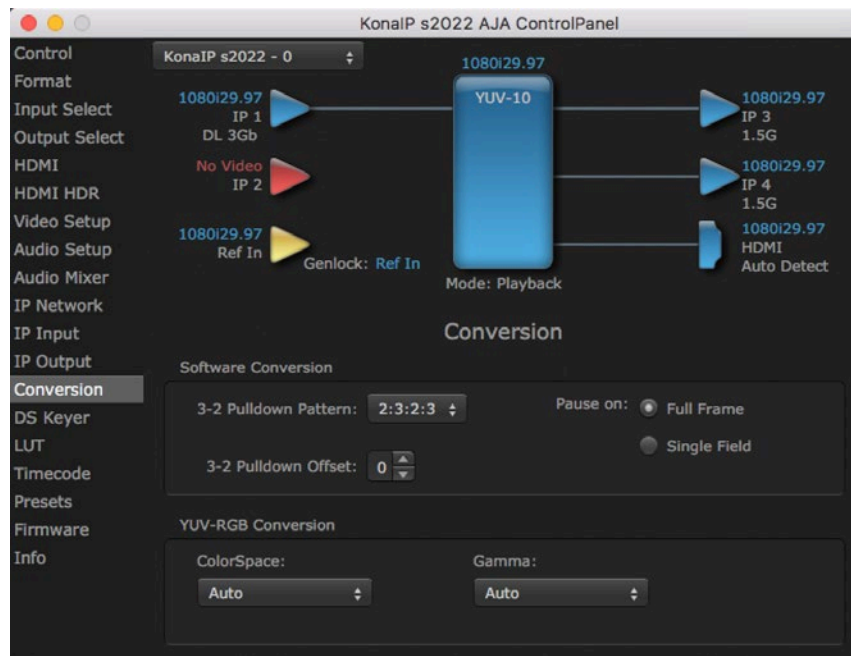 KonaIP s2022 AJA ControlPanel
Control
Format
Input Select
Output Select
HDMI
HDMI HDR
Video Setup
Audio Setup
Audio Mixer
IP Network
IP Input
IP Output
Conversion
DS Keyer
LUT
Timecode
Presets
Firmware
Info
KonaIP s2022 - 0
1080i29.97
IP 1
DL 3Gb
No Video
IP 2
1080i29.97
Ref In
Genlock: Ref In
1080i29.97
YUV-10
Mode: Playback
1080i29.97
IP 3
1.5G
1080i29.97
IP 4
1.5G
1080i29.97
HDMI
Auto Detect
Conversion
Software Conversion
3-2 Pulldown Pattern: 2:3:2:3
Pause on: Full Frame
Single Field
3-2 Pulldown Offset: 0
YUV-RGB Conversion
ColorSpace: Gamma:
Auto Auto